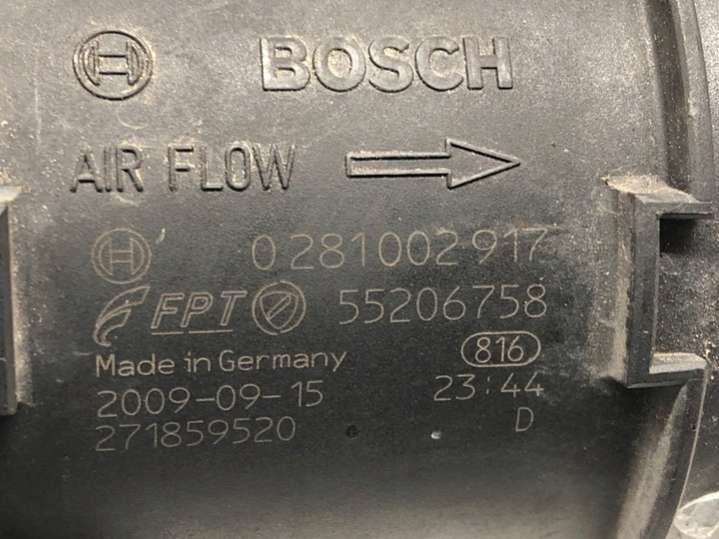 BOSCH
AIR FLOW
0 281 002 917
FPT 55206758
Made in Germany 816
2009-09-15 23:44
271859520 D